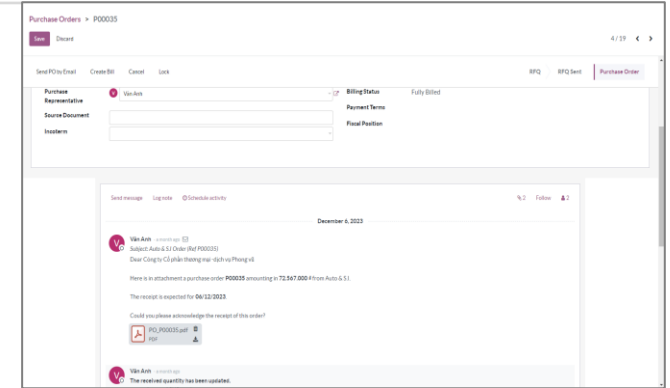 Purchase Orders > P00035
Save Discard 4 / 19
Send PO by Email Create Bill Cancel Lock RFQ RFQ Sent Purchase Order
Purchase Representative V Vân Anh Billing Status Fully Billed
Source Document Payment Terms
Incoterm Fiscal Position
Send message Log note Schedule activity 2 Follow 2
December 6, 2023
Vân Anh
Subject: Auto & SJ Order (Ref P00035)
Dear Công ty Cổ phần thương mại - dịch vụ Phong vũ
Here is in attachment a purchase order P00035 amounting in 72.567.000 ₫ from Auto & SJ.
The receipt is expected for 06/12/2023.
Could you please acknowledge the receipt of this order?
PO_P00035.pdf
PDF
Vân Anh
The received quantity has been updated.